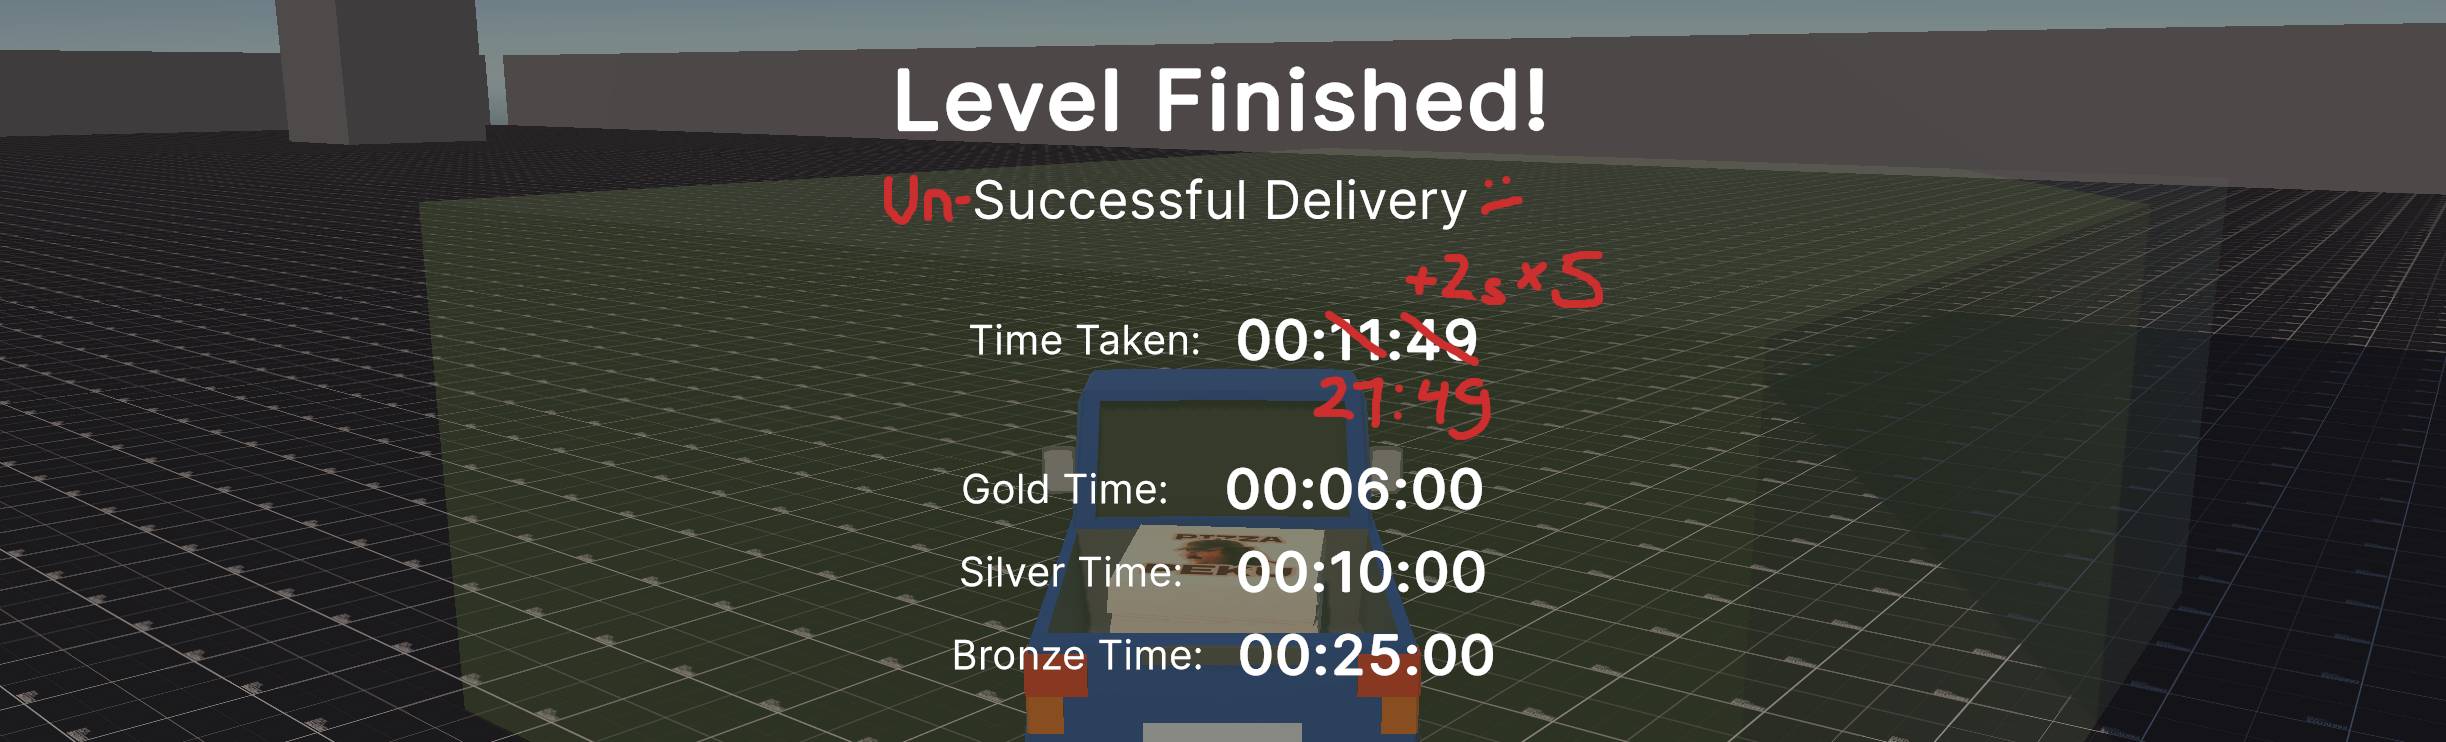 Level Finished!
Un-Successful Delivery :/
+2s×5
Time Taken: 00:11:49
27:49
Gold Time: 00:06:00
PIZZA
Silver Time: 00:10:00
Bronze Time: 00:25:00